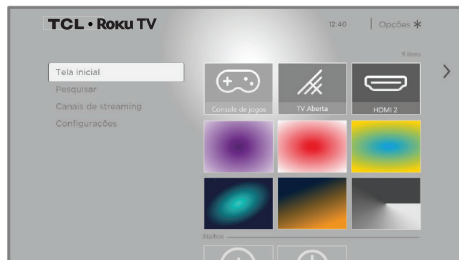 TCL • Roku TV
12:40
Opções *
Tela inicial
Pesquisar
Canais de streaming
Configurações
Console de jogos
TV Aberta
HDMI 2